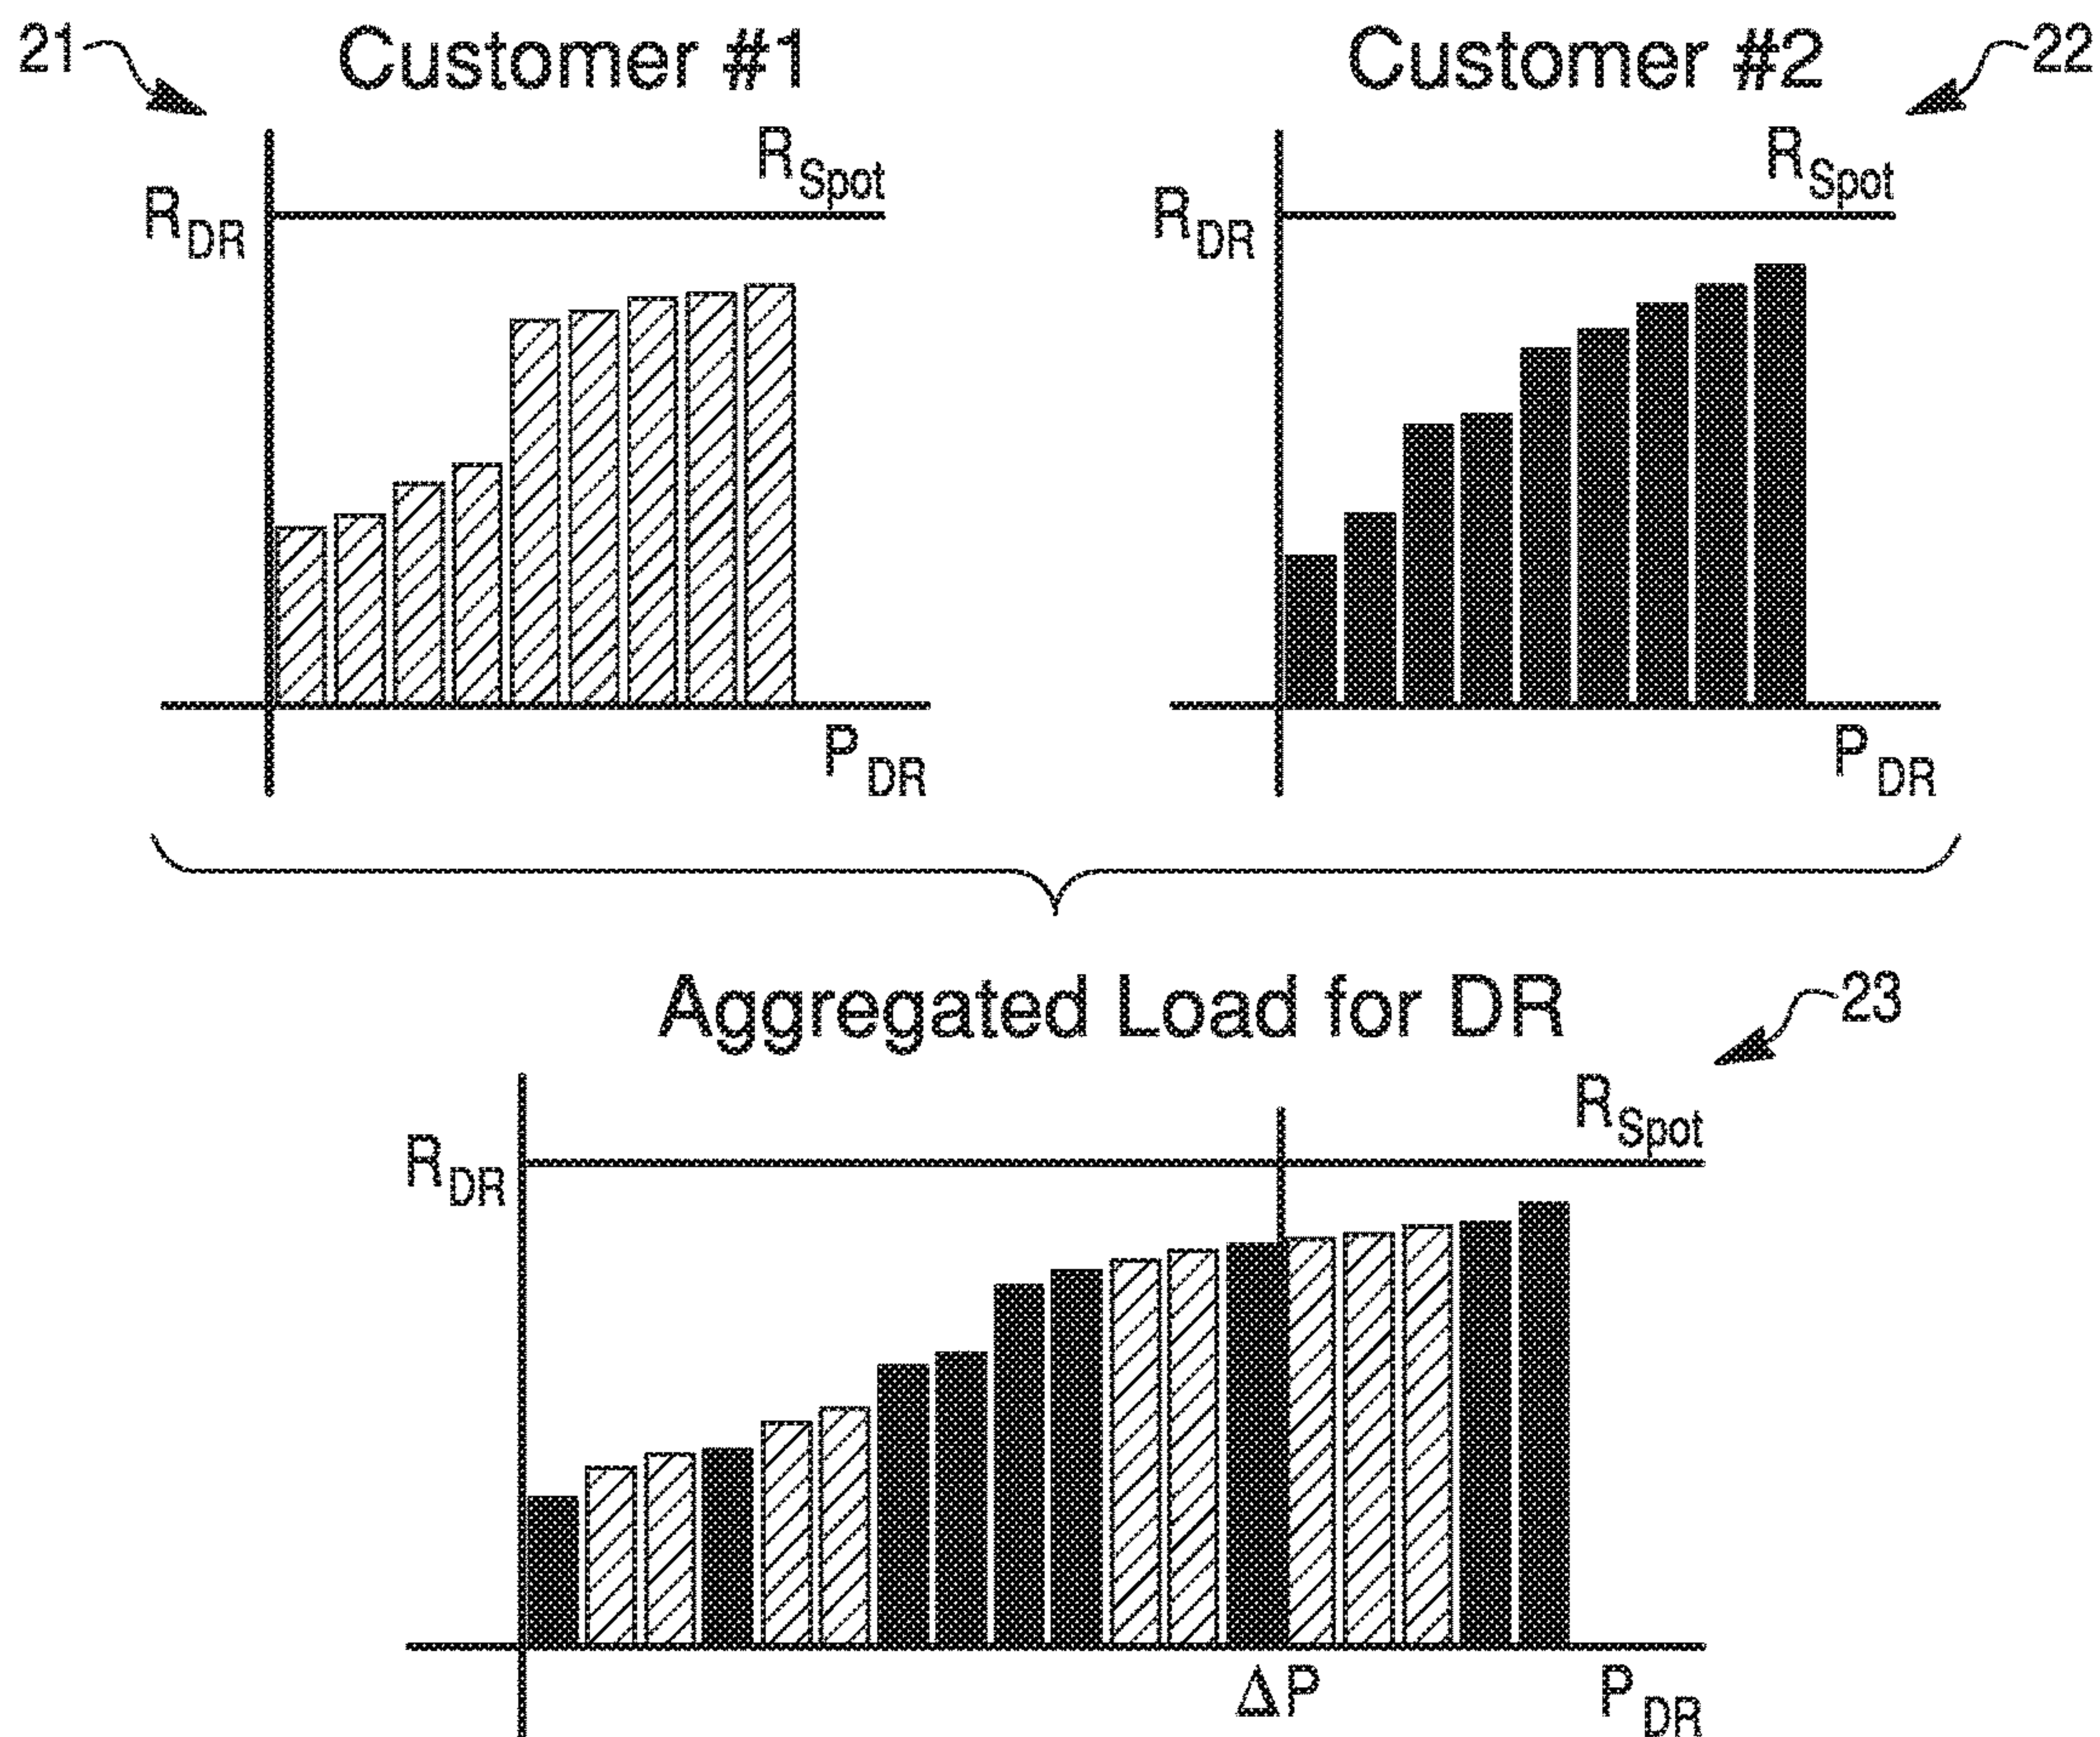 21 Customer #1 Customer #2 22
R_Spot R_Spot
R_DR R_DR
P_DR P_DR
Aggregated Load for DR 23
R_Spot
R_DR
ΔP P_DR